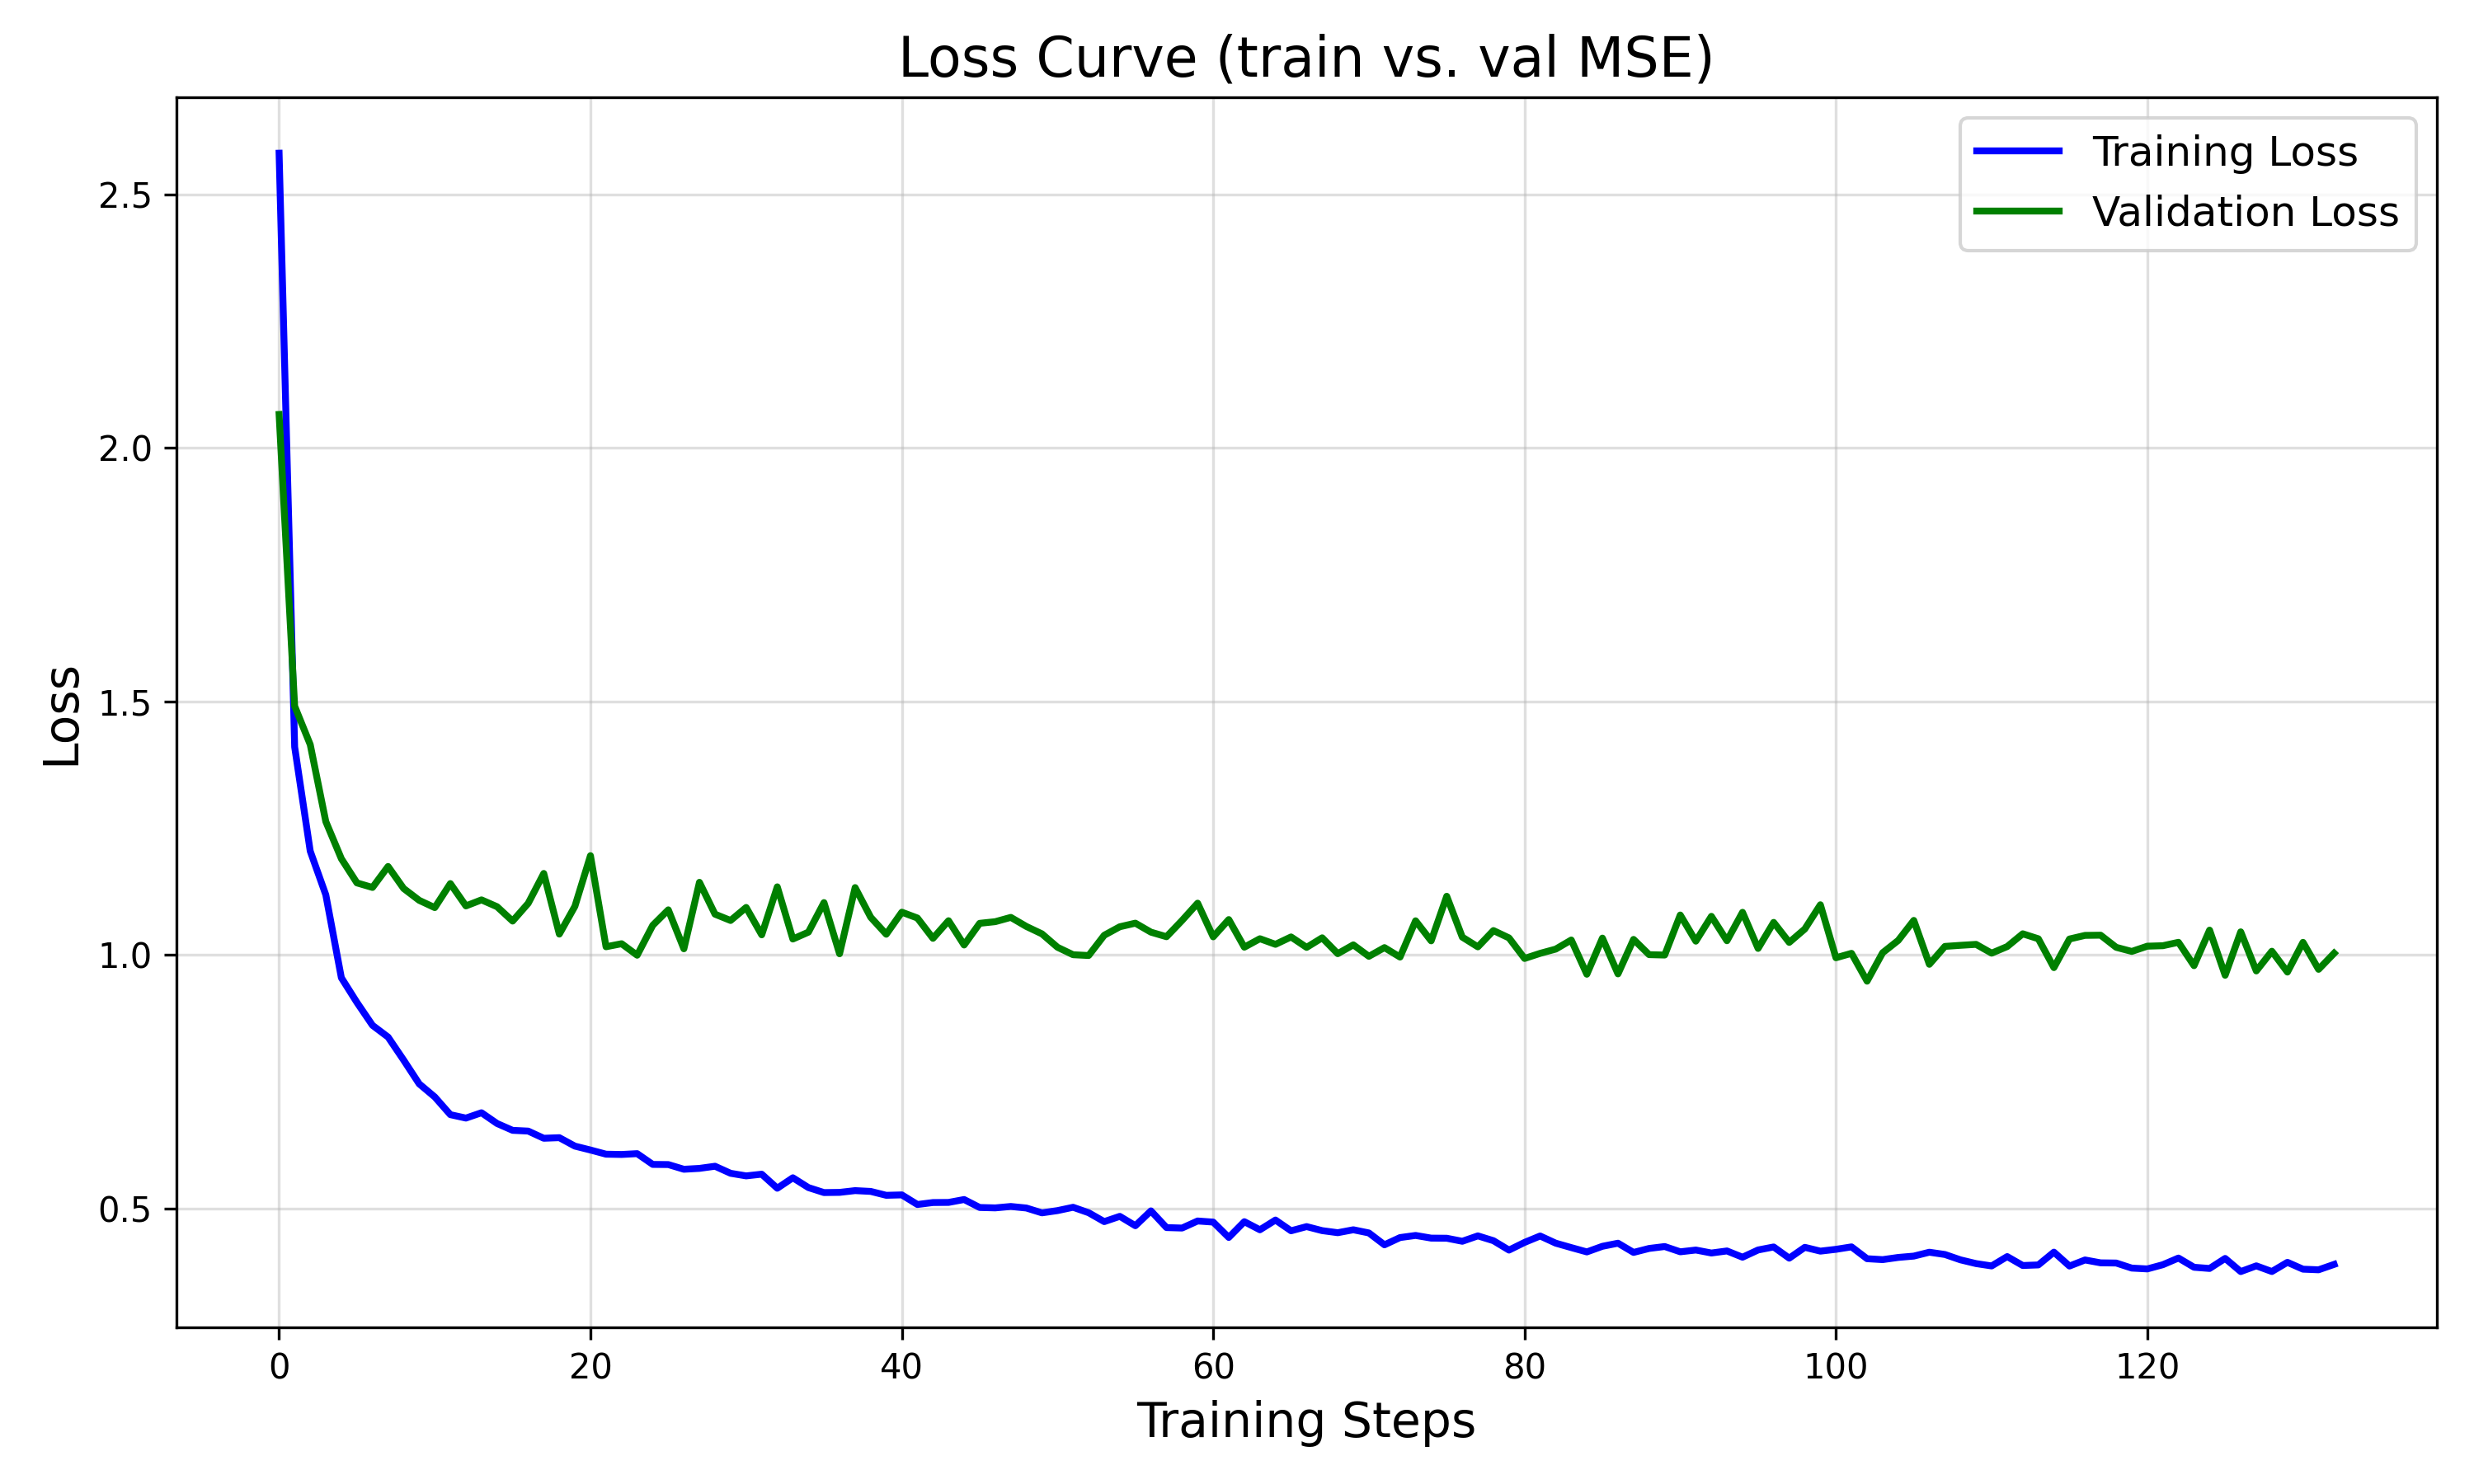 Loss Curve (train vs. val MSE)
Training Loss
Validation Loss
Loss
2.5
2.0
1.5
1.0
0.5
0 20 40 60 80 100 120
Training Steps